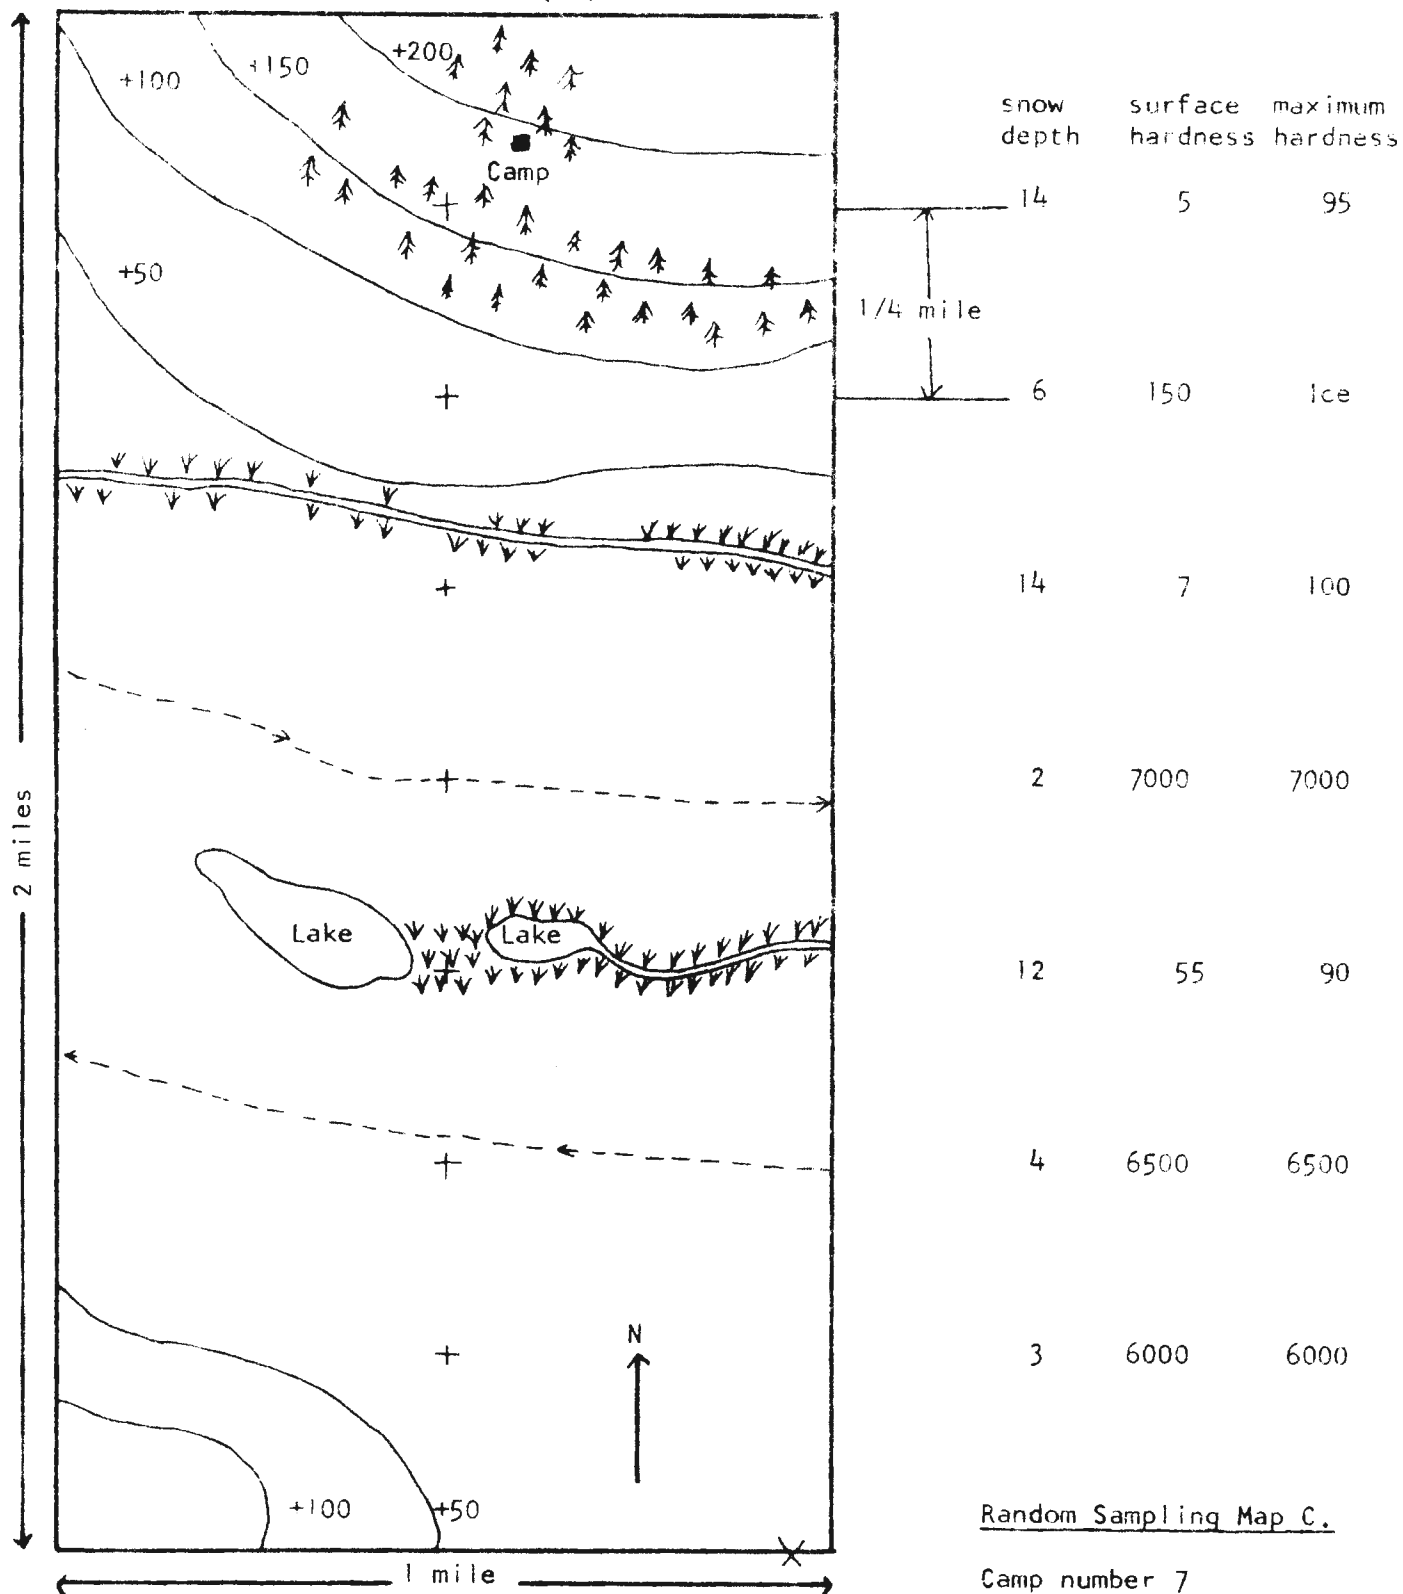 +200
+150
+100
Camp
+50
snow surface maximum
depth hardness hardness
14 5 95
1/4 mile
6 150 Ice
14 7 100
2 7000 7000
2 miles
Lake
Lake
12 55 90
4 6500 6500
N
3 6000 6000
+100
+50
1 mile
Random Sampling Map C.
Camp number 7